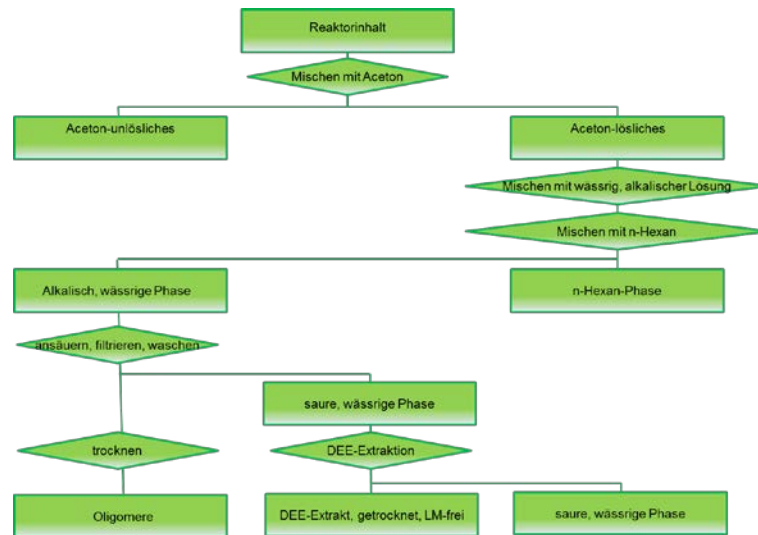 Reaktorinhalt
Mischen mit Aceton
Aceton-unlösliches
Aceton-lösliches
Mischen mit wässrig, alkalischer Lösung
Mischen mit n-Hexan
Alkalisch, wässrige Phase
n-Hexan-Phase
ansäuern, filtrieren, waschen
saure, wässrige Phase
trocknen
DEE-Extraktion
Oligomere
DEE-Extrakt, getrocknet, LM-frei
saure, wässrige Phase